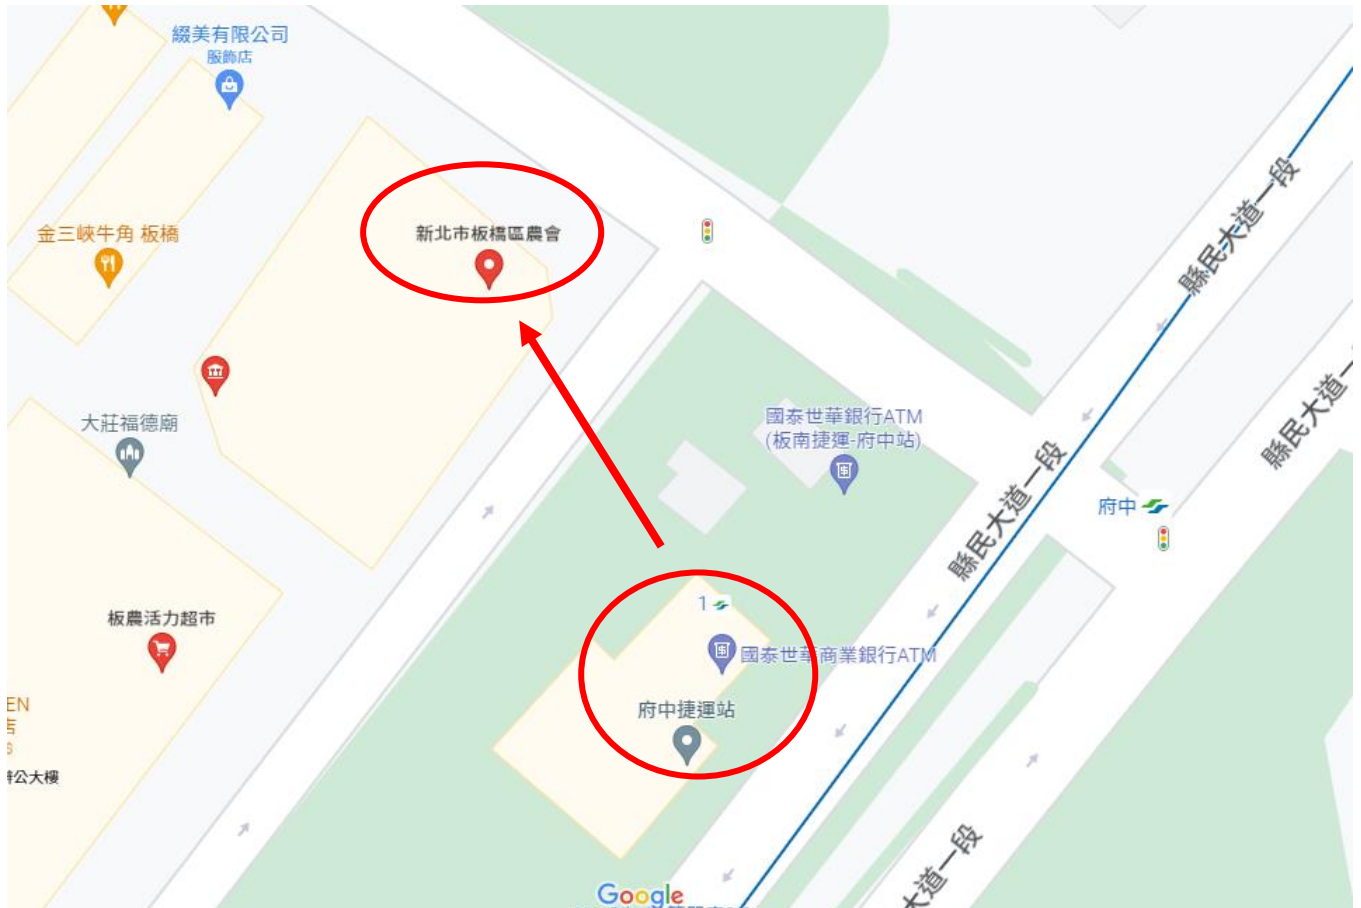 綴美有限公司
服飾店
金三峽牛角 板橋
新北市板橋區農會
縣民大道一段
大莊福德廟
國泰世華銀行ATM
(板南捷運-府中站)
縣民大道一段
縣民大道一段
府中
板農活力超市
1
國泰世華商業銀行ATM
府中捷運站
EN
店
S
公大樓
大道一段
Google